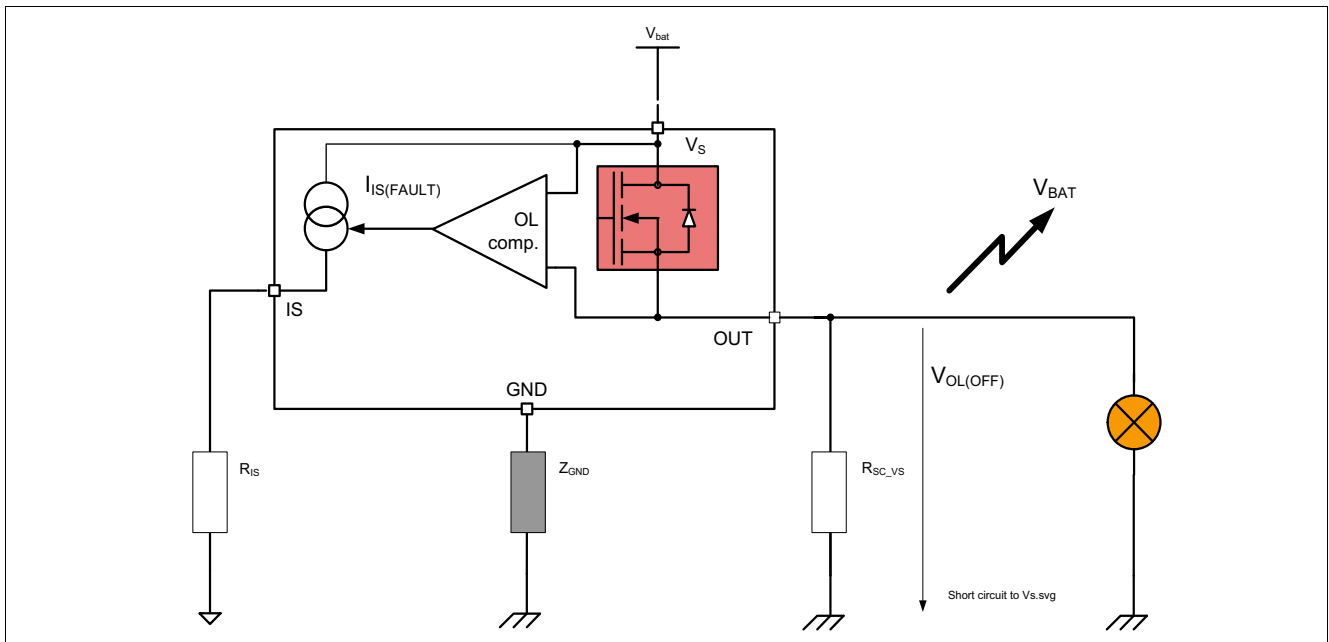 Vbat
VS
IIS(FAULT)
OL
comp.
VBAT
IS
OUT
VOL(OFF)
GND
RIS
ZGND
RSC_VS
Short circuit to Vs.svg